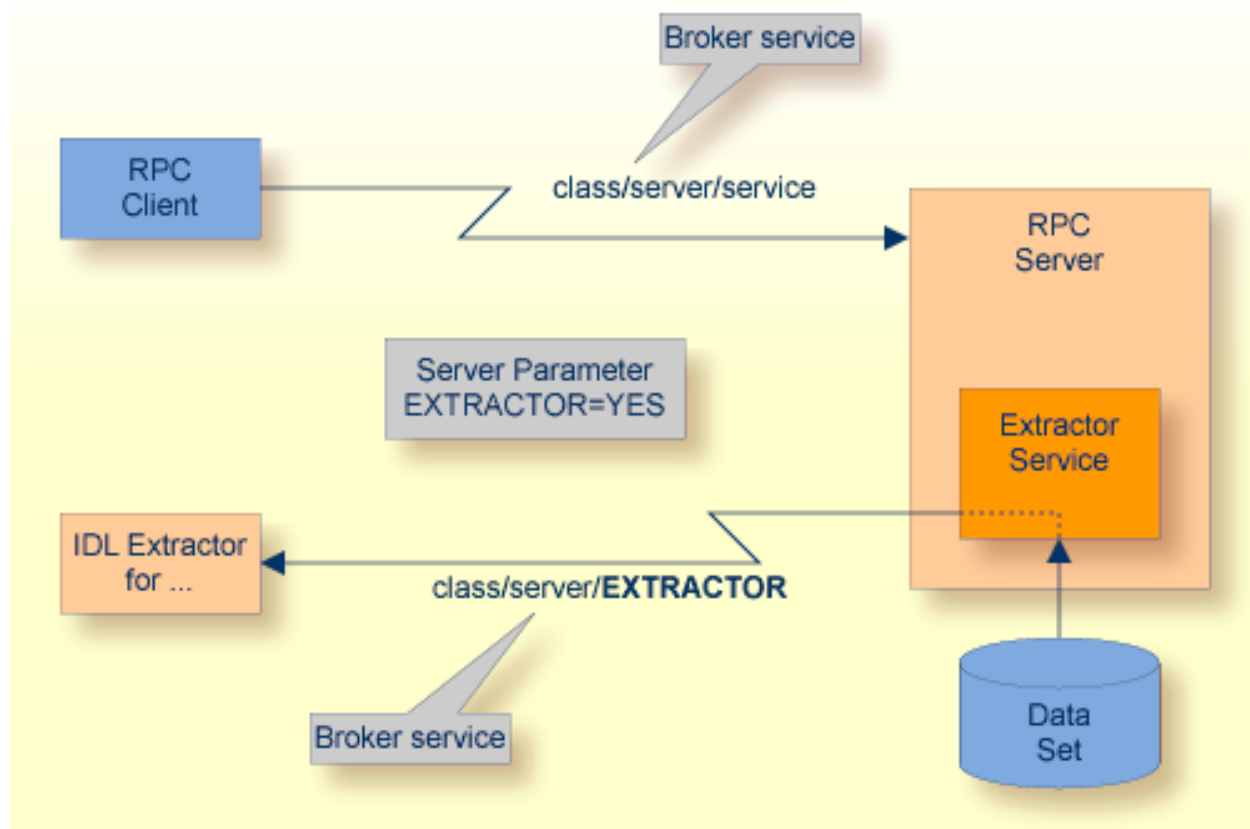 Broker service
RPC
Client
class/server/service
RPC
Server
Server Parameter
EXTRACTOR=YES
Extractor
Service
IDL Extractor
for ...
class/server/EXTRACTOR
Broker service
Data
Set